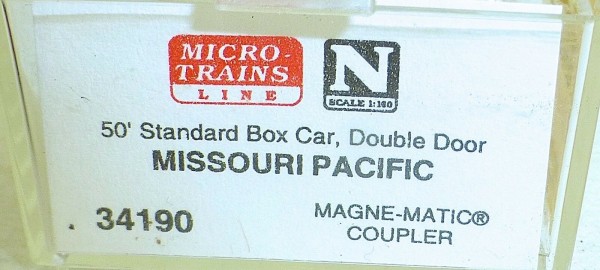 MICRO-
TRAINS
LINE
N
SCALE 1:160
50' Standard Box Car, Double Door
MISSOURI PACIFIC
34190
MAGNE-MATIC®
COUPLER